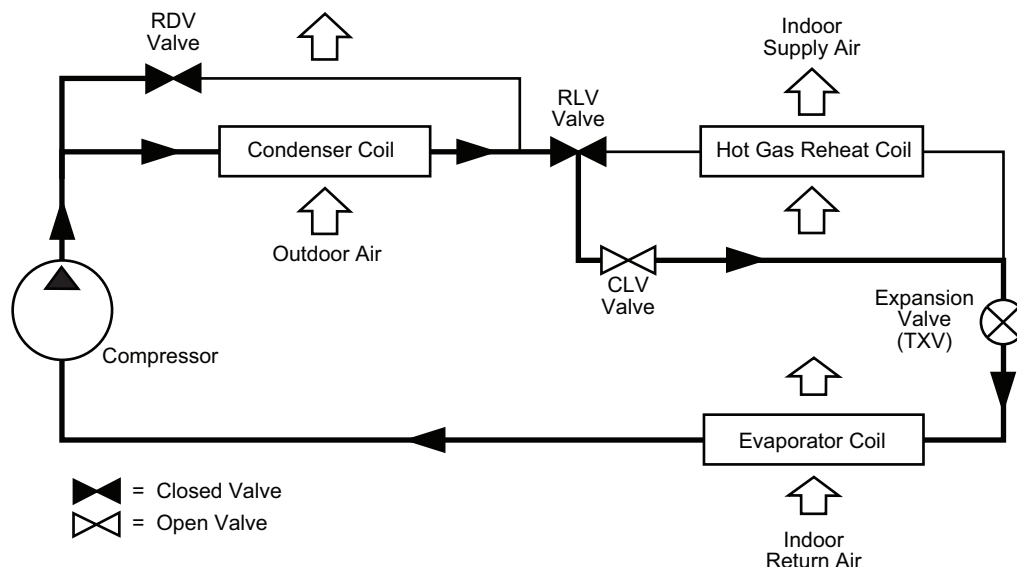 RDV
Valve
Indoor
Supply Air
RLV
Valve
Condenser Coil
Hot Gas Reheat Coil
Outdoor Air
CLV
Valve
Expansion
Valve
(TXV)
Compressor
Evaporator Coil
= Closed Valve
= Open Valve
Indoor
Return Air